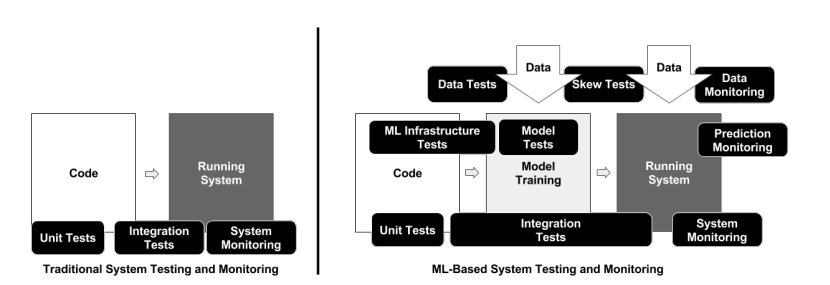 Code
Running
System
Unit Tests
Integration
Tests
System
Monitoring
Traditional System Testing and Monitoring
Data
Data
Data Tests
Skew Tests
Data
Monitoring
ML Infrastructure
Tests
Model
Tests
Prediction
Monitoring
Code
Model
Training
Running
System
Unit Tests
Integration
Tests
System
Monitoring
ML-Based System Testing and Monitoring